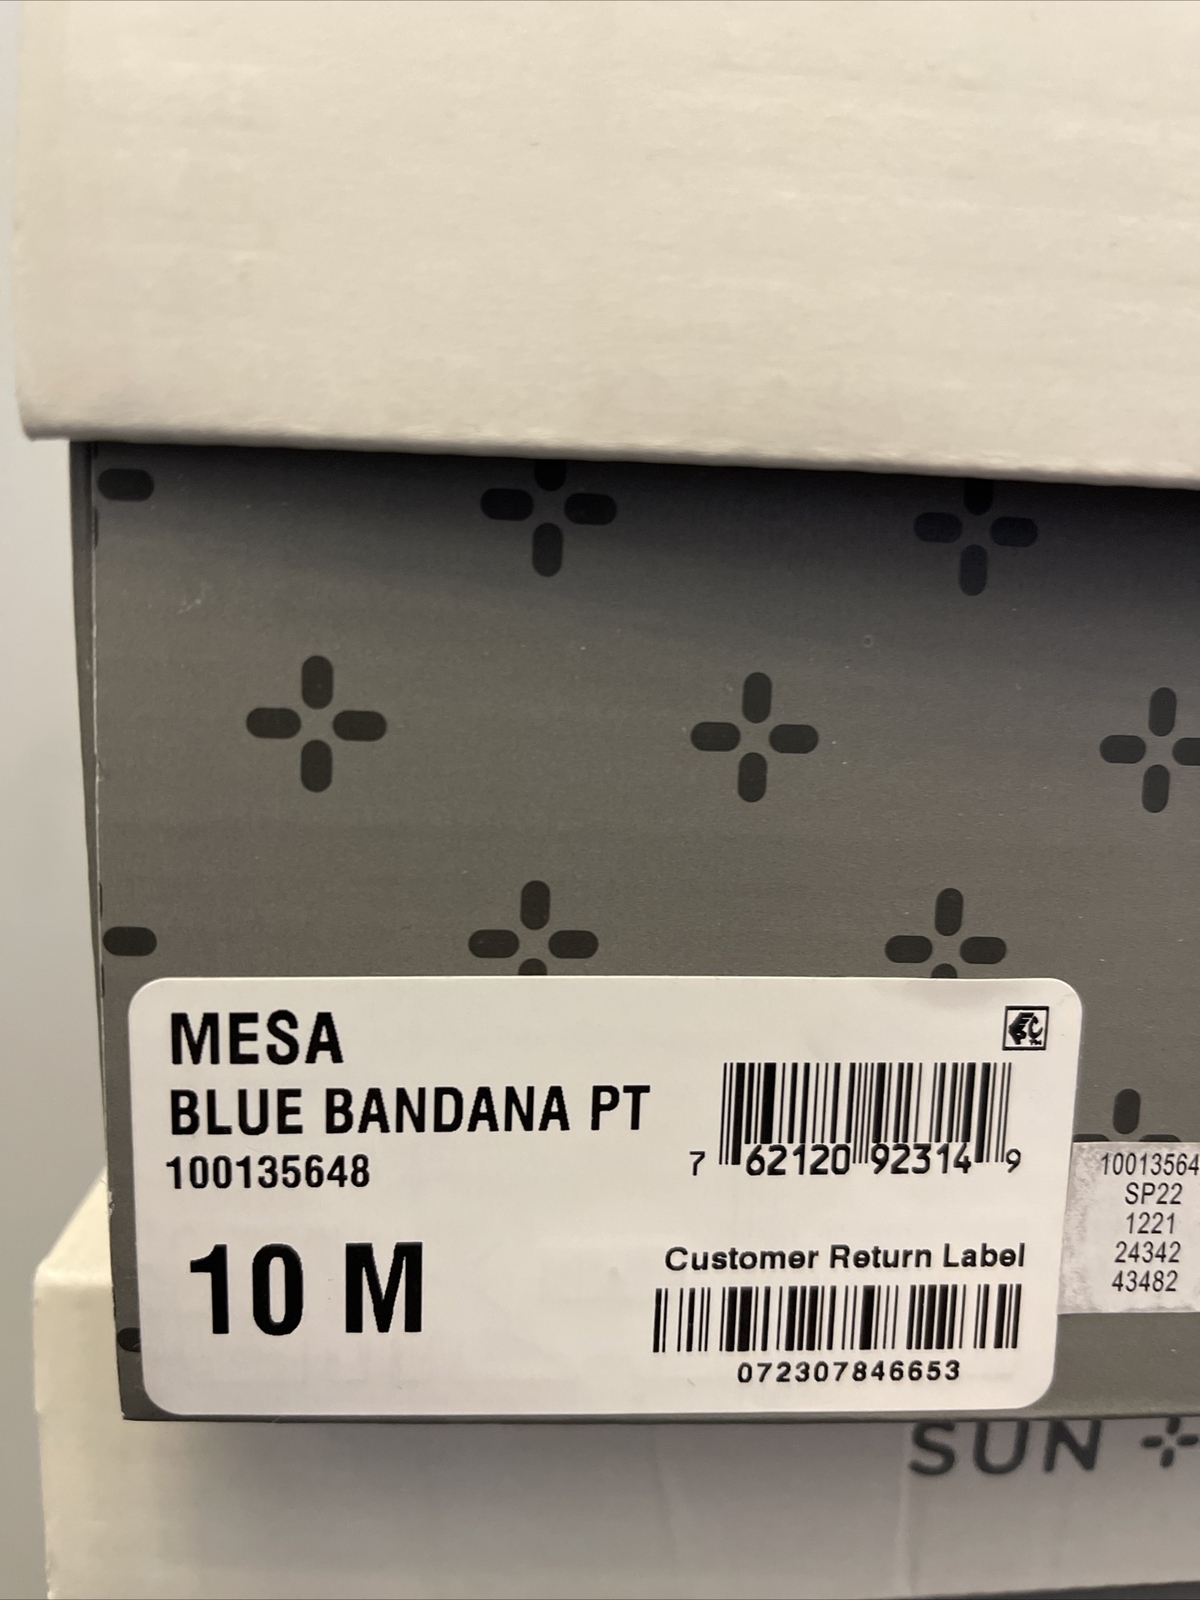 MESA
BLUE BANDANA PT
100135648
10 M
7 62120 92314 9
Customer Return Label
072307846653
10013564
SP22
1221
24342
43482
SUN